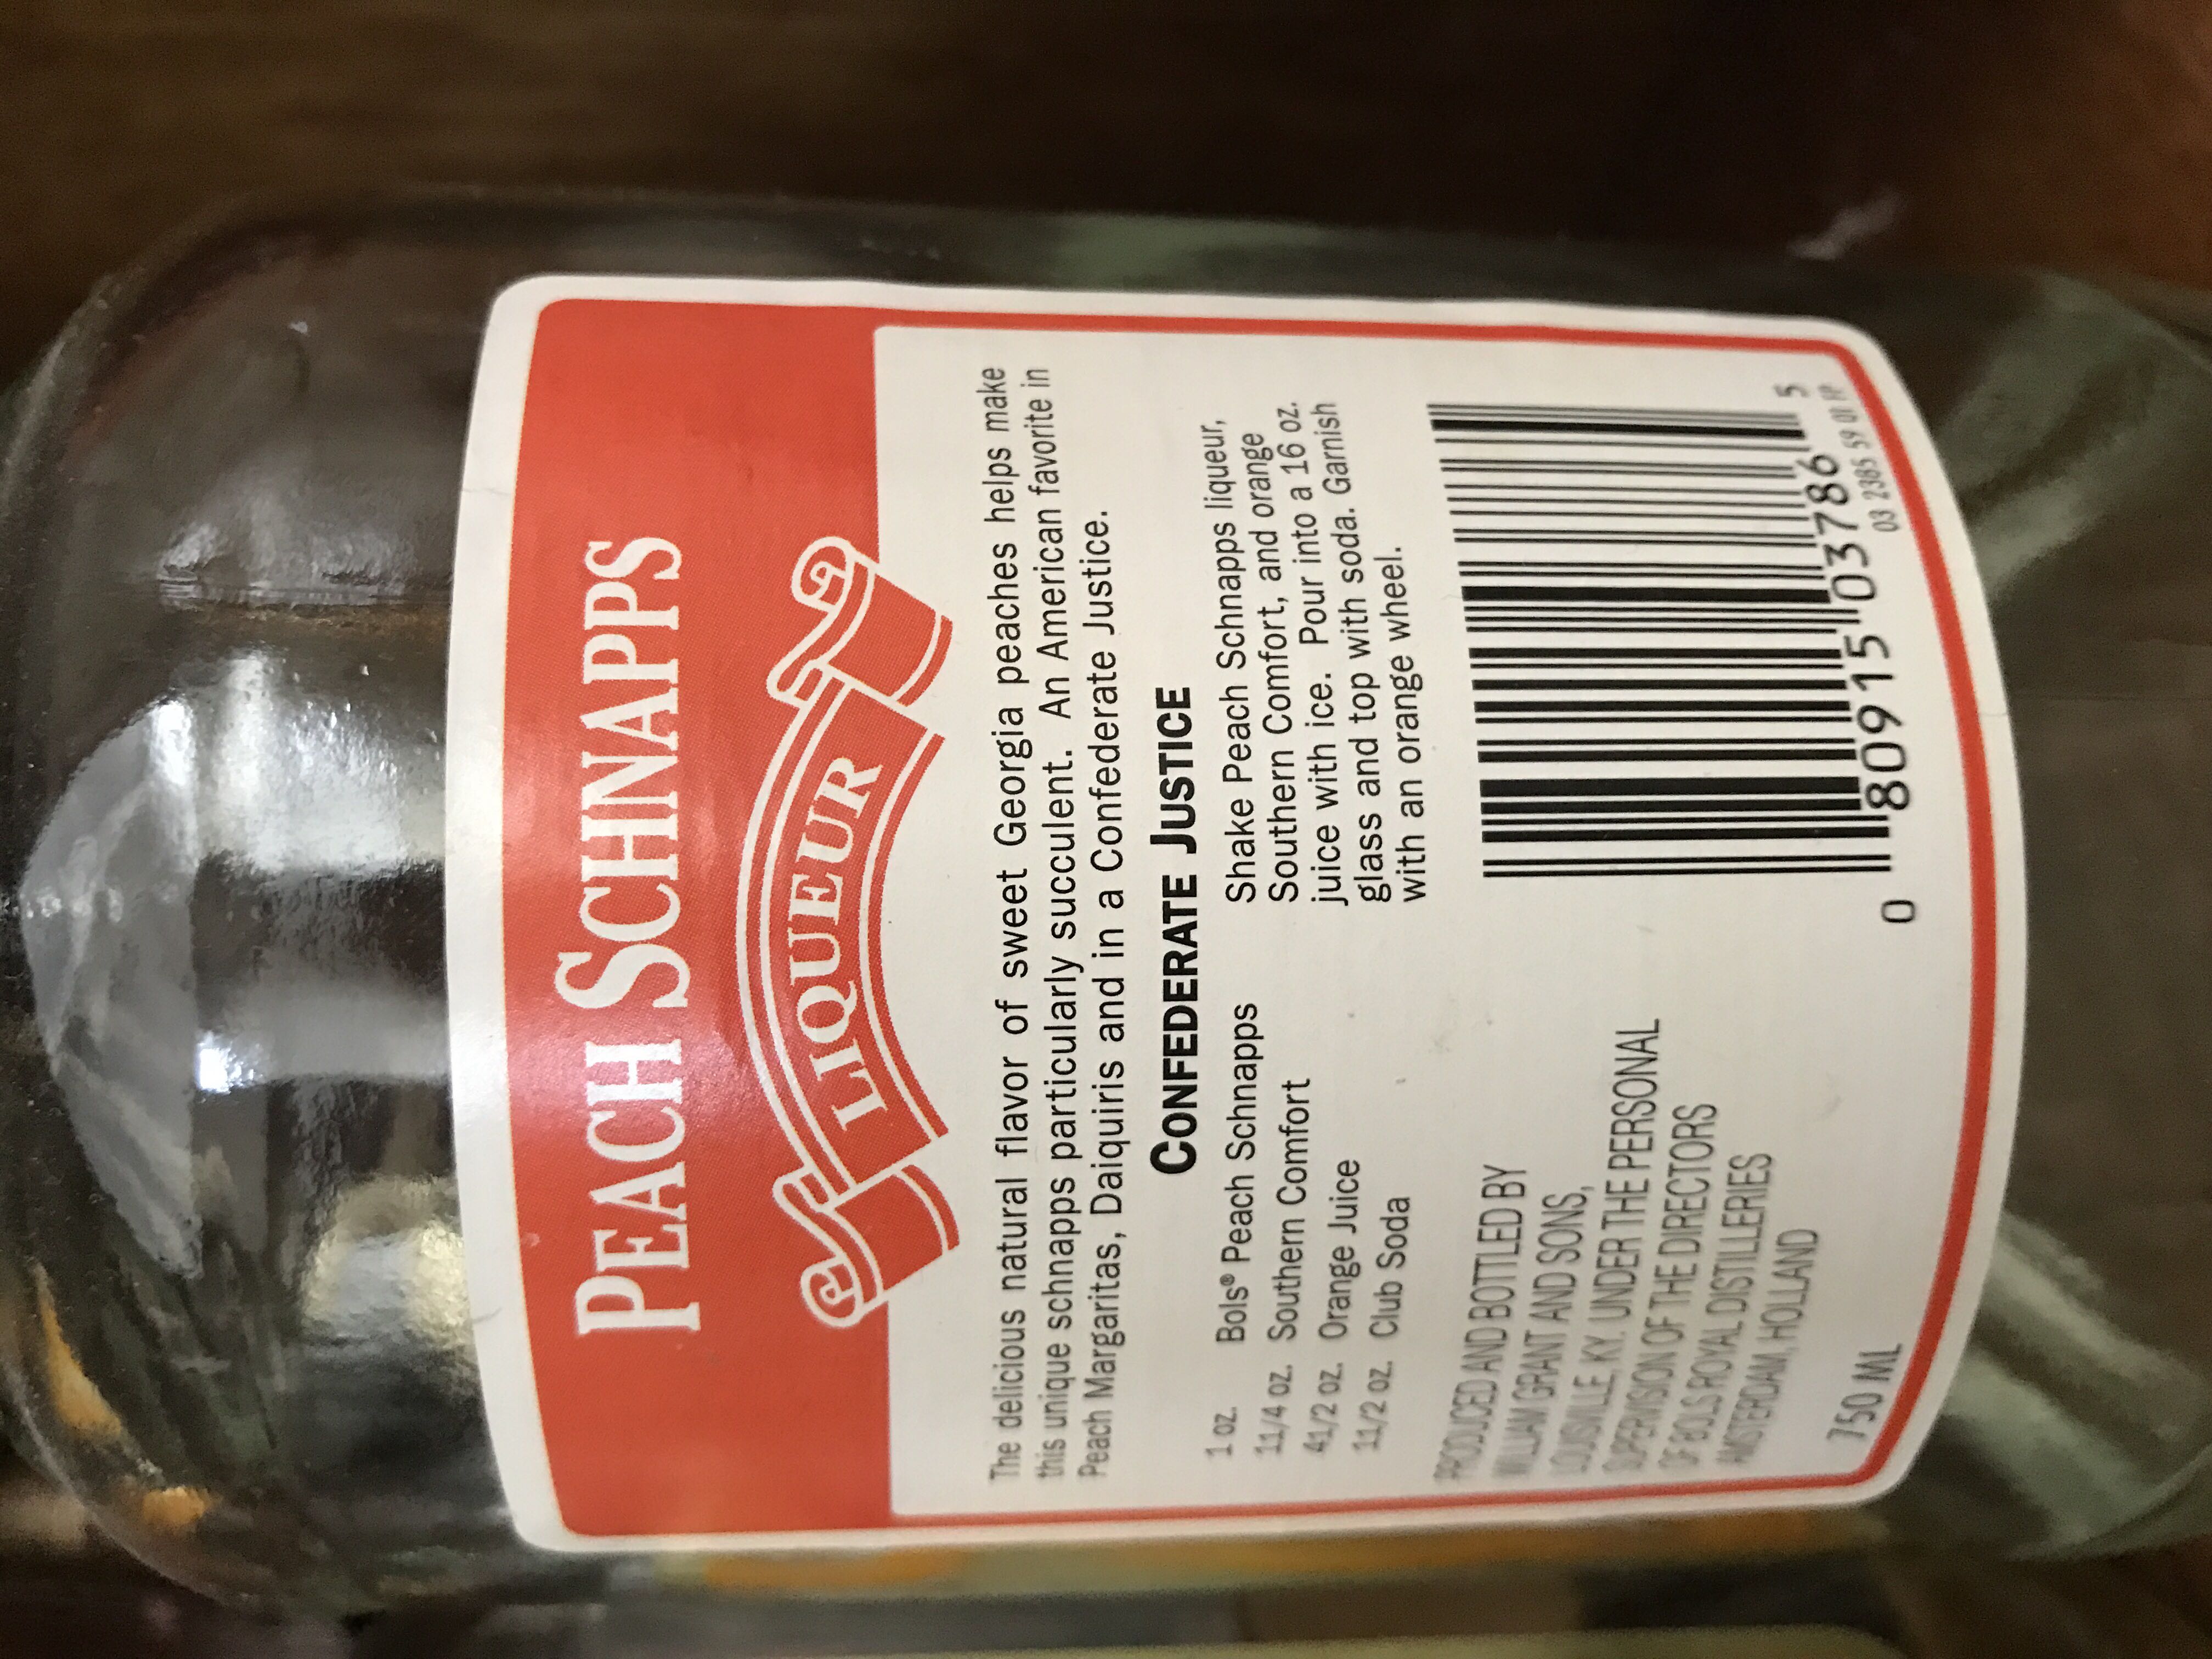 PEACH SCHNAPPS
LIQUEUR
The delicious natural flavor of sweet Georgia peaches helps make
this unique schnapps particularly succulent. An American favorite in
Peach Margaritas, Daiquiris and in a Confederate Justice.
CONFEDERATE JUSTICE
1 oz. Bols® Peach Schnapps
11/4 oz. Southern Comfort
41/2 oz. Orange Juice
11/2 oz. Club Soda
Shake Peach Schnapps liqueur,
Southern Comfort, and orange
juice with ice. Pour into a 16 oz.
glass and top with soda. Garnish
with an orange wheel.
PRODUCED AND BOTTLED BY
WILLIAM GRANT AND SONS,
LOUISVILLE, KY. UNDER THE PERSONAL
SUPERVISION OF THE DIRECTORS
OF BOLS ROYAL DISTILLERIES
AMSTERDAM, HOLLAND
750 ML
0 80915 03786 5
03 2385 59 01 FP